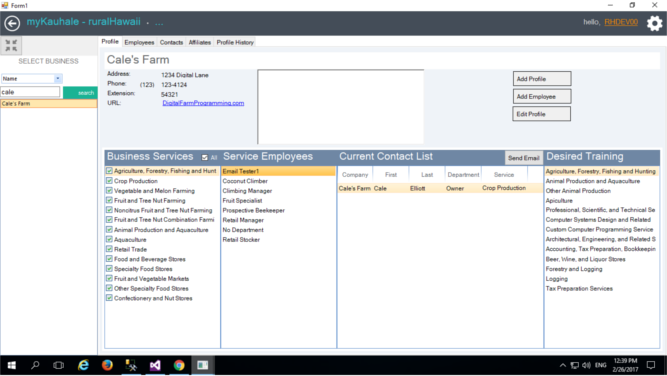 Form1
myKauhale - ruralHawaii - ...
hello, RHDEV00
Profile Employees Contacts Affiliates Profile History
SELECT BUSINESS
Name
cale
search
Cale's Farm
Cale's Farm
Address: 1234 Digital Lane
Phone: (123) 123-4124
Extension: 54321
URL: DigitalFarmProgramming.com
Add Profile
Add Employee
Edit Profile
Business Services All
Agriculture, Forestry, Fishing and Hunt
Crop Production
Vegetable and Melon Farming
Fruit and Tree Nut Farming
Noncitrus Fruit and Tree Nut Farming
Fruit and Tree Nut Combination Farmi
Animal Production and Aquaculture
Aquaculture
Retail Trade
Food and Beverage Stores
Specialty Food Stores
Fruit and Vegetable Markets
Other Specialty Food Stores
Confectionery and Nut Stores
Service Employees
Email Tester1
Coconut Climber
Climbing Manager
Fruit Specialist
Prospective Beekeeper
Retail Manager
No Department
Retail Stocker
Current Contact List
Send Email
Company First Last Department Service
Cale's Farm Cale Elliott Owner Crop Production
Desired Training
Agriculture, Forestry, Fishing and Hunting
Animal Production and Aquaculture
Other Animal Production
Apiculture
Professional, Scientific, and Technical Se
Computer Systems Design and Related
Custom Computer Programming Service
Architectural, Engineering, and Related S
Accounting, Tax Preparation, Bookkeepin
Beer, Wine, and Liquor Stores
Forestry and Logging
Logging
Tax Preparation Services
ENG
12:39 PM
2/26/2017